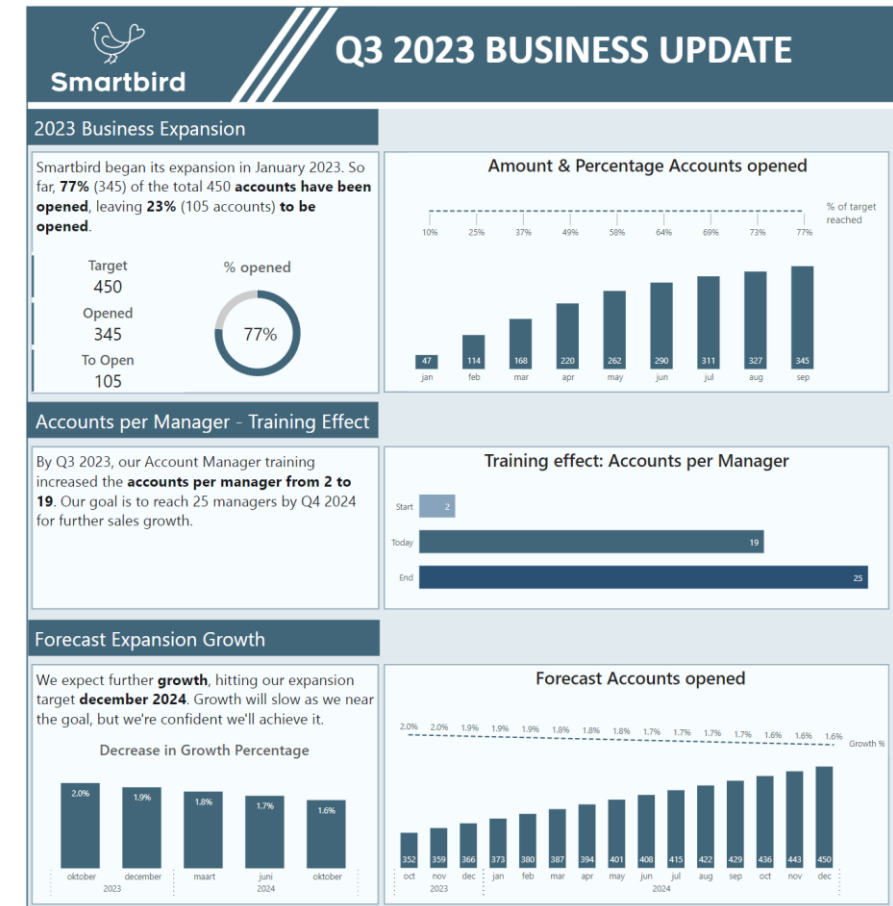 Smartbird
Q3 2023 BUSINESS UPDATE
2023 Business Expansion
Smartbird began its expansion in January 2023. So
far, 77% (345) of the total 450 accounts have been
opened, leaving 23% (105 accounts) to be
opened.
Target
450
Opened
345
To Open
105
% opened
77%
Amount & Percentage Accounts opened
% of target
reached
10% 25% 37% 49% 58% 64% 69% 73% 77%
47 114 168 220 262 290 311 327 345
jan feb mar apr may jun jul aug sep
Accounts per Manager - Training Effect
By Q3 2023, our Account Manager training
increased the accounts per manager from 2 to
19. Our goal is to reach 25 managers by Q4 2024
for further sales growth.
Training effect: Accounts per Manager
Start 2
Today 19
End 25
Forecast Expansion Growth
We expect further growth, hitting our expansion
target december 2024. Growth will slow as we near
the goal, but we're confident we'll achieve it.
Decrease in Growth Percentage
2.0% 1.9% 1.8% 1.7% 1.6%
oktober december maart juni oktober
2023 2024
Forecast Accounts opened
2.0% 2.0% 1.9% 1.9% 1.9% 1.8% 1.8% 1.8% 1.7% 1.7% 1.7% 1.7% 1.6% 1.6% 1.6%
Growth %
352 359 366 373 380 387 394 401 408 415 422 429 436 443 450
oct nov dec jan feb mar apr may jun jul aug sep oct nov dec
2023 2024